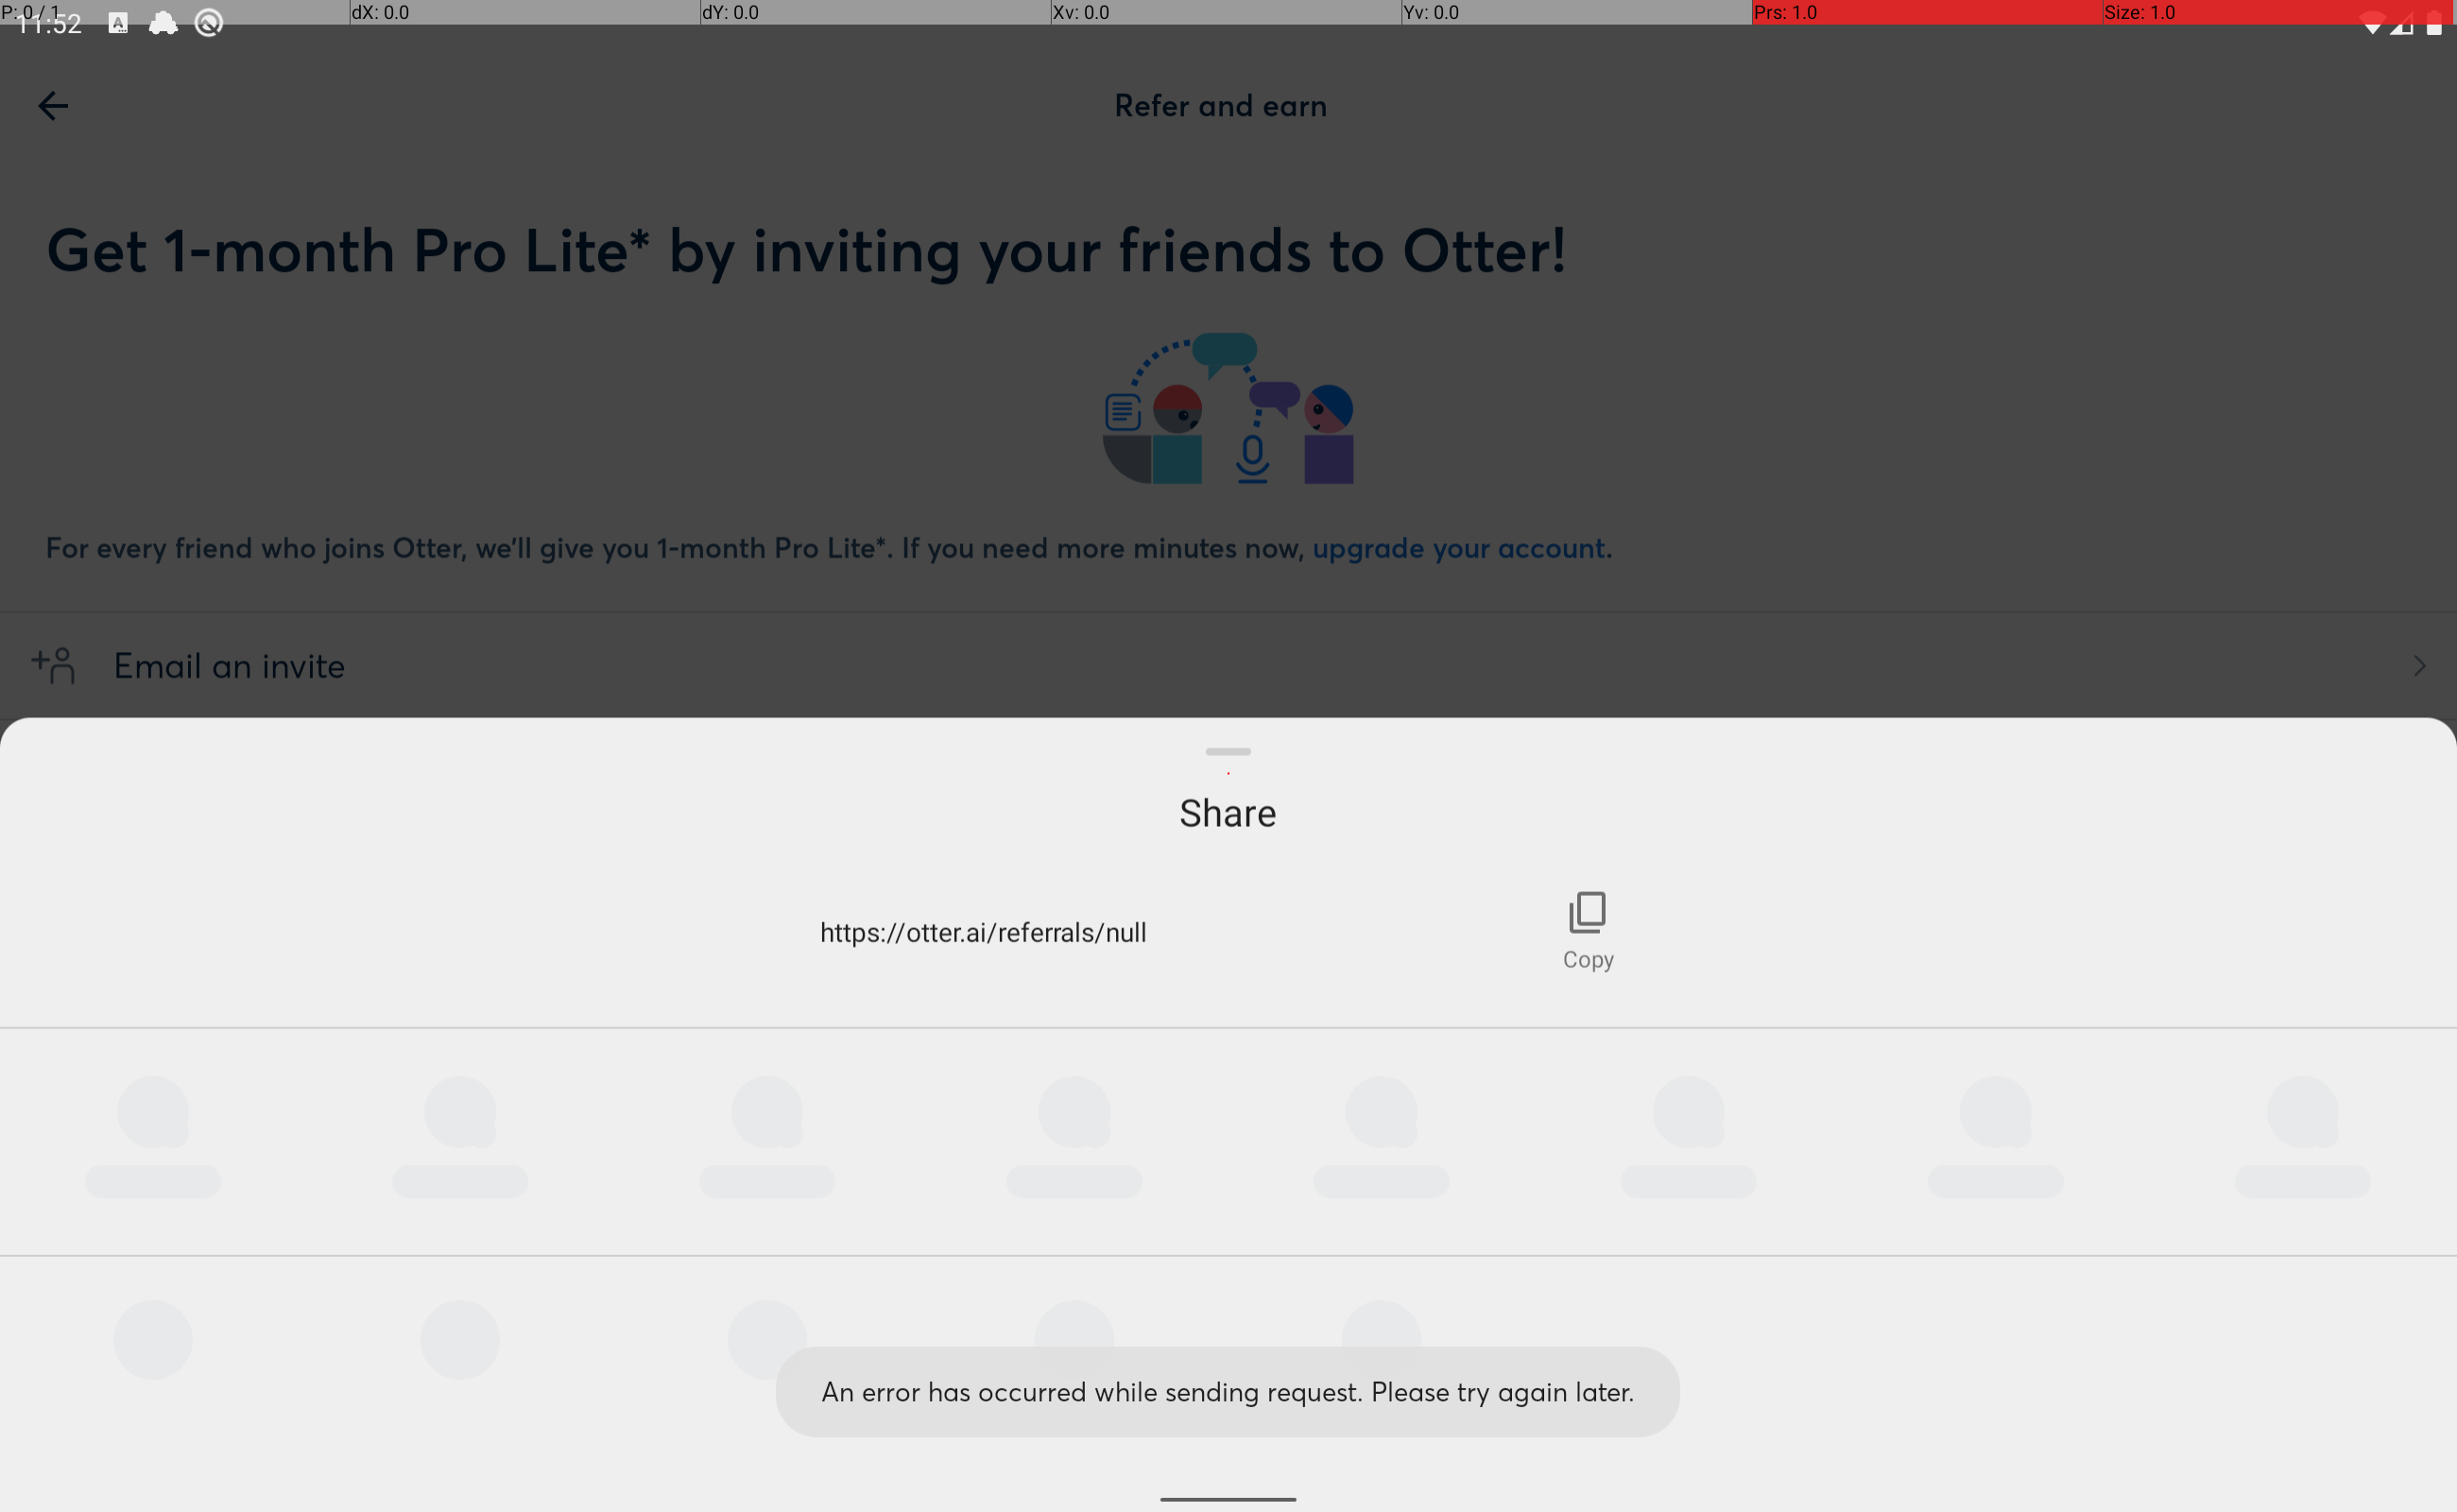 P: 0 / 1
dX: 0.0
dY: 0.0
Xv: 0.0
Yv: 0.0
Prs: 1.0
Size: 1.0
11:52
Refer and earn
Get 1-month Pro Lite* by inviting your friends to Otter!
For every friend who joins Otter, we'll give you 1-month Pro Lite*. If you need more minutes now, upgrade your account.
Email an invite
Share
https://otter.ai/referrals/null
Copy
An error has occurred while sending request. Please try again later.